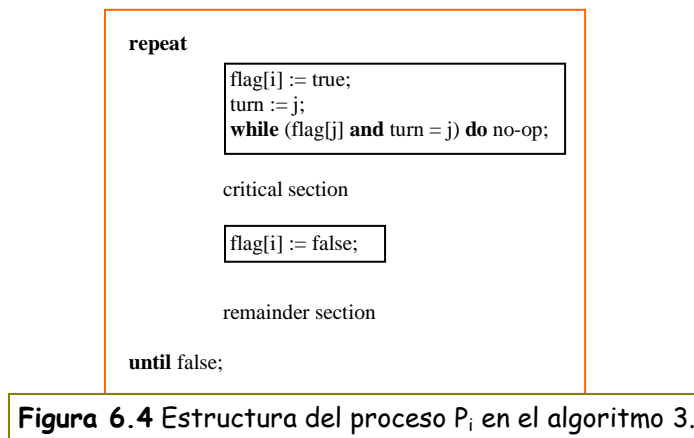 repeat
flag[i] := true;
turn := j;
while (flag[j] and turn = j) do no-op;
critical section
flag[i] := false;
remainder section
until false;
Figura 6.4 Estructura del proceso Pi en el algoritmo 3.